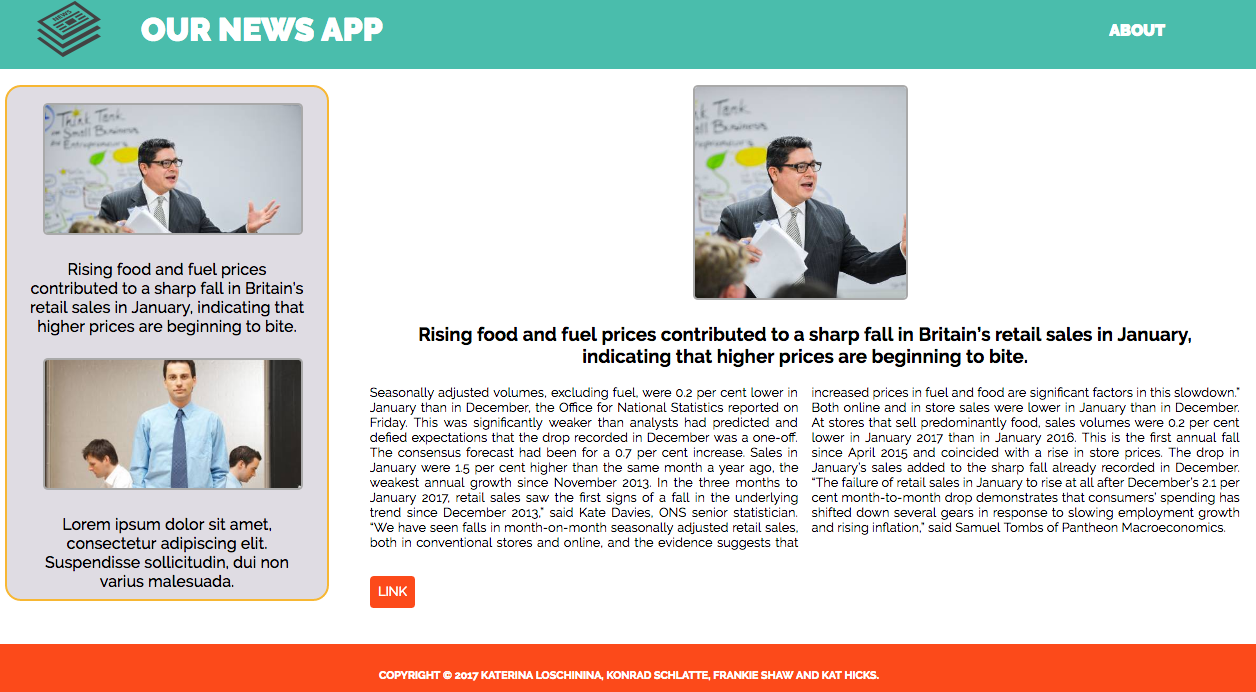 NEWS
OUR NEWS APP
ABOUT
Think Tank
Small Business
Entrepreneurs
Rising food and fuel prices
contributed to a sharp fall in Britain’s
retail sales in January, indicating that
higher prices are beginning to bite.
Lorem ipsum dolor sit amet,
consectetur adipiscing elit.
Suspendisse sollicitudin, dui non
varius malesuada.
Think Tank
Small Business
Entrepreneurs
Rising food and fuel prices contributed to a sharp fall in Britain’s retail sales in January,
indicating that higher prices are beginning to bite.
Seasonally adjusted volumes, excluding fuel, were 0.2 per cent lower in
January than in December, the Office for National Statistics reported on
Friday. This was significantly weaker than analysts had predicted and
defied expectations that the drop recorded in December was a one-off.
The consensus forecast had been for a 0.7 per cent increase. Sales in
January were 1.5 per cent higher than the same month a year ago, the
weakest annual growth since November 2013. In the three months to
January 2017, retail sales saw the first signs of a fall in the underlying
trend since December 2013,” said Kate Davies, ONS senior statistician.
“We have seen falls in month-on-month seasonally adjusted retail sales,
both in conventional stores and online, and the evidence suggests that
increased prices in fuel and food are significant factors in this slowdown.”
Both online and in store sales were lower in January than in December.
At stores that sell predominantly food, sales volumes were 0.2 per cent
lower in January 2017 than in January 2016. This is the first annual fall
since April 2015 and coincided with a rise in store prices. The drop in
January’s sales added to the sharp fall already recorded in December.
“The failure of retail sales in January to rise at all after December’s 2.1 per
cent month-to-month drop demonstrates that consumers’ spending has
shifted down several gears in response to slowing employment growth
and rising inflation,” said Samuel Tombs of Pantheon Macroeconomics.
LINK
COPYRIGHT © 2017 KATERINA LOSCHININA, KONRAD SCHLATTE, FRANKIE SHAW AND KAT HICKS.